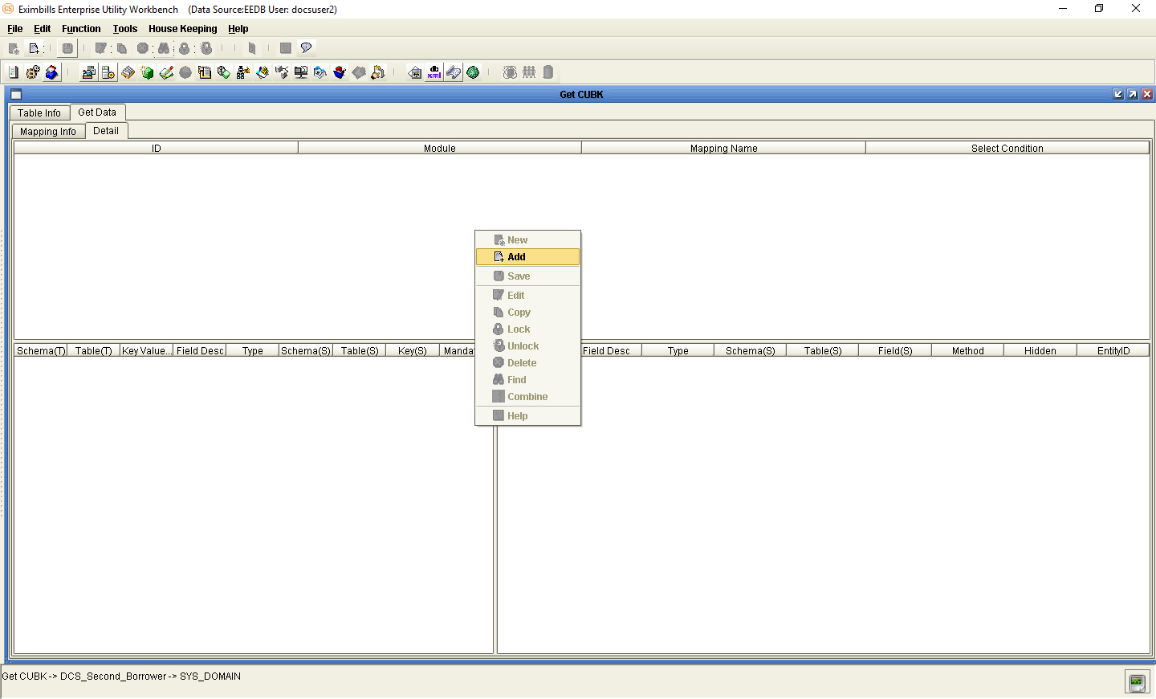 Eximbills Enterprise Utility Workbench (Data Source:EEDB User: docsuser2)
File Edit Function Tools House Keeping Help
Get CUBK
Table Info Get Data
Mapping Info Detail
ID Module Mapping Name Select Condition
New
Add
Save
Edit
Copy
Lock
Unlock
Delete
Find
Combine
Help
Schema(T) Table(T) Key Value... Field Desc Type Schema(S) Table(S) Key(S) Manda
Field Desc Type Schema(S) Table(S) Field(S) Method Hidden EntityID
Get CUBK -> DCS_Second_Borrower -> SYS_DOMAIN